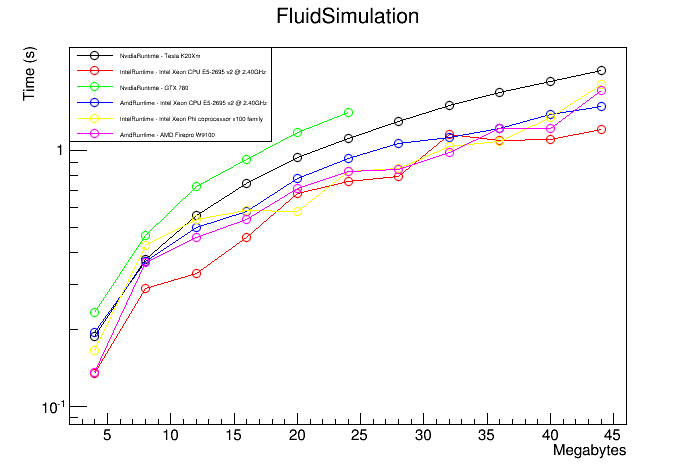 FluidSimulation
Time (s)
NvidiaRuntime - Tesla K20Xm
IntelRuntime - Intel Xeon CPU E5-2695 v2 @ 2.40GHz
NvidiaRuntime - GTX 780
AmdRuntime - Intel Xeon CPU E5-2695 v2 @ 2.40GHz
IntelRuntime - Intel Xeon Phi coprocessor x100 family
AmdRuntime - AMD Firepro W9100
1
10-1
5 10 15 20 25 30 35 40 45
Megabytes